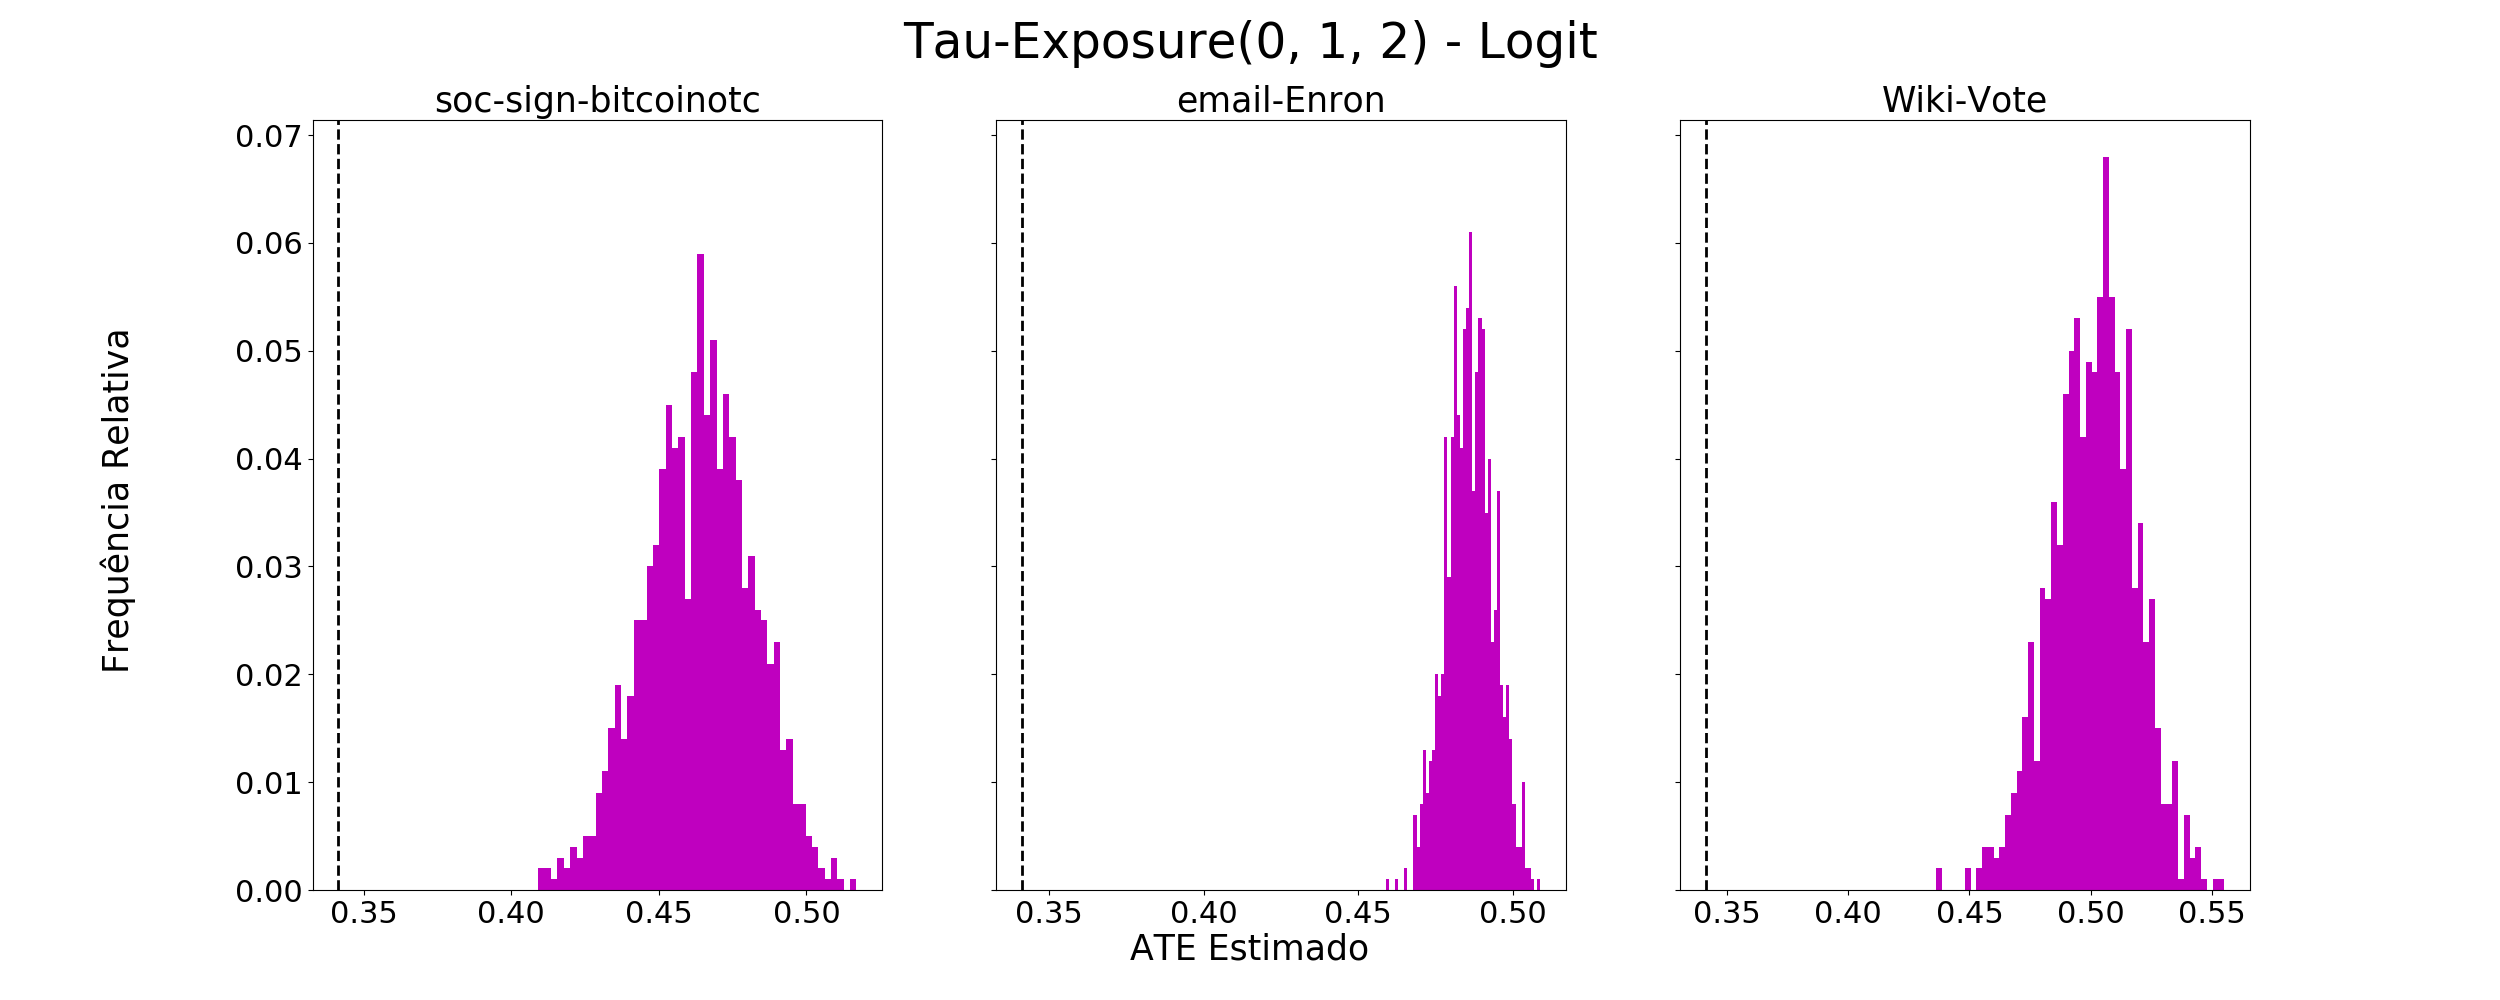 Tau-Exposure(0, 1, 2) - Logit
soc-sign-bitcoinotc
email-Enron
Wiki-Vote
Frequência Relativa
0.07
0.06
0.05
0.04
0.03
0.02
0.01
0.00
0.35 0.40 0.45 0.50
0.35 0.40 0.45 0.50
0.35 0.40 0.45 0.50 0.55
ATE Estimado